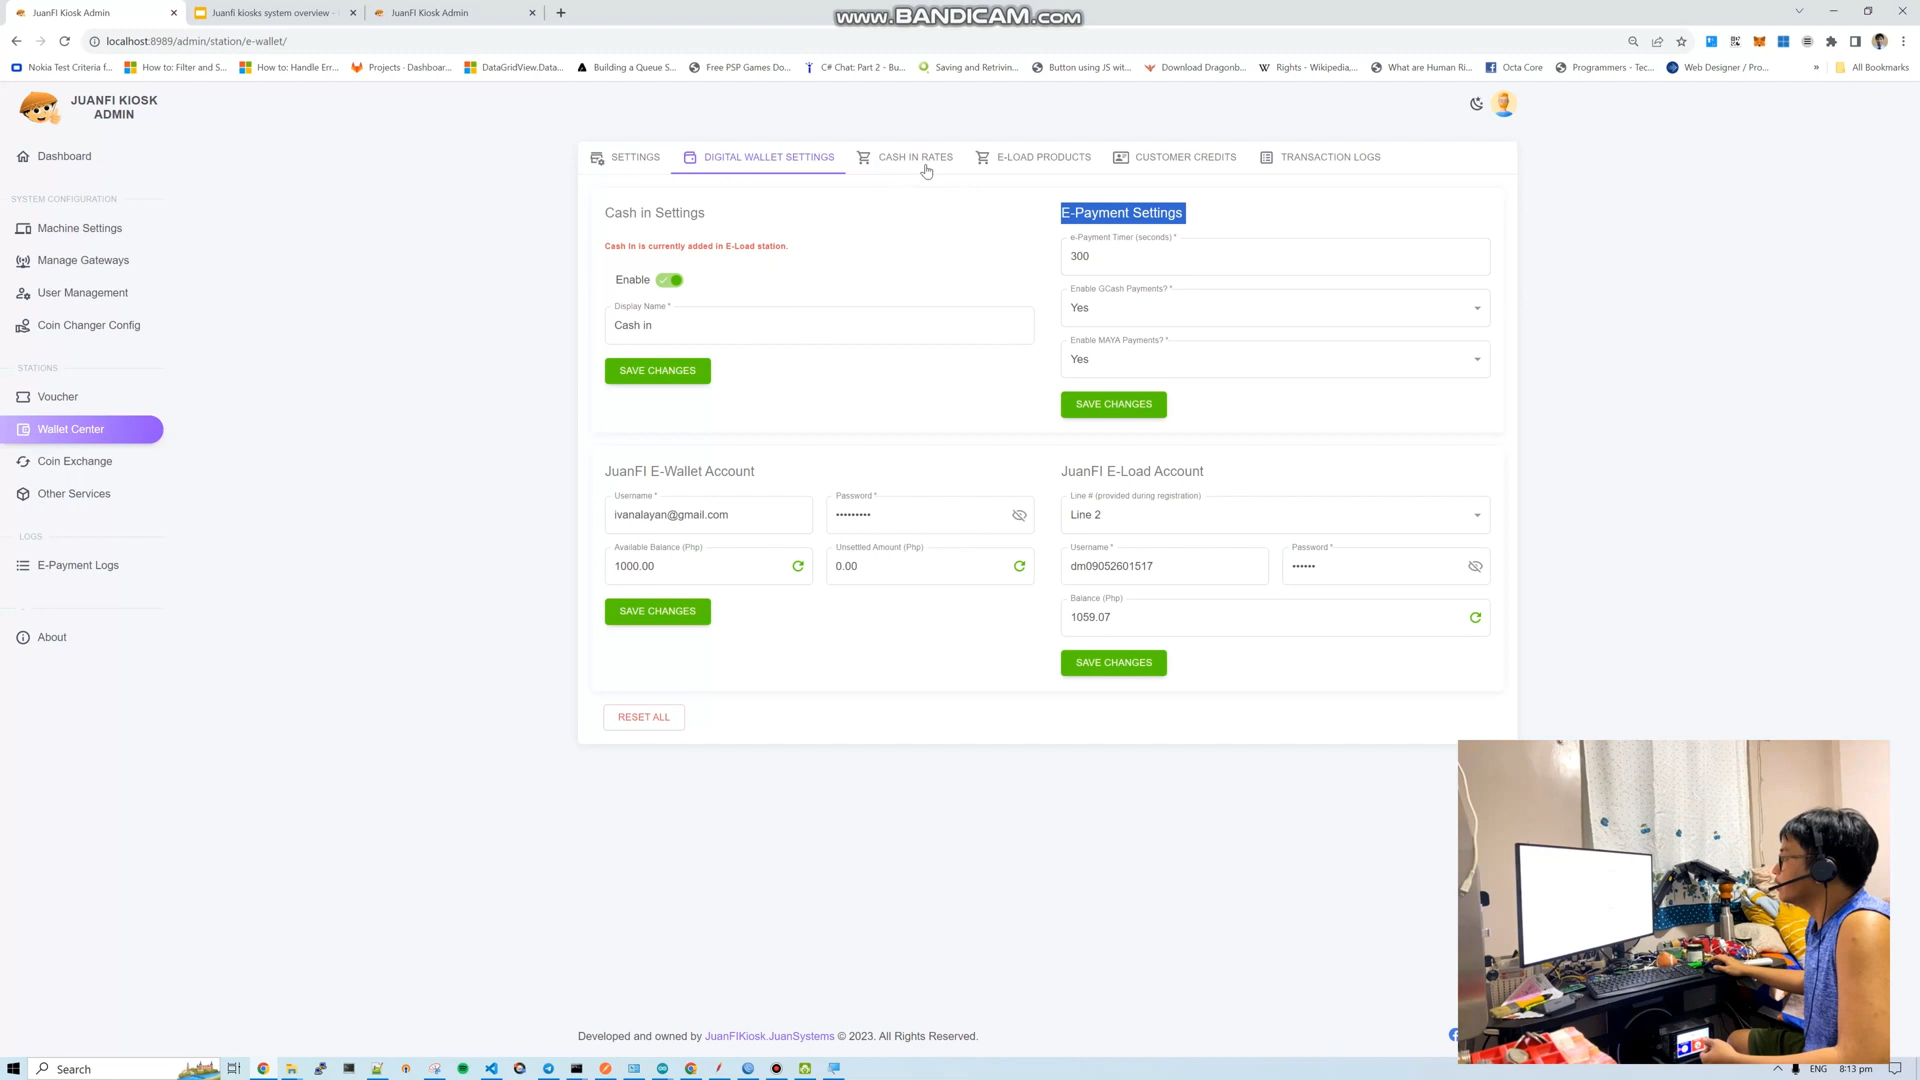 JuanFI Kiosk Admin
Juanfi kiosks system overview -
JuanFI Kiosk Admin
www.BANDICAM.com
localhost:8989/admin/station/e-wallet/
Nokia Test Criteria f...
How to: Filter and S...
How to: Handle Err...
Projects · Dashboar...
DataGridView.Data...
Building a Queue S...
Free PSP Games Do...
C# Chat: Part 2 - Bu...
Saving and Retrivin...
Button using JS wit...
Download Dragonb...
Rights - Wikipedia,...
What are Human Ri...
Octa Core
Programmers - Tec...
Web Designer / Pro...
»
All Bookmarks
JUANFI KIOSK
ADMIN
Dashboard
SYSTEM CONFIGURATION
Machine Settings
Manage Gateways
User Management
Coin Changer Config
STATIONS
Voucher
Wallet Center
Coin Exchange
Other Services
LOGS
E-Payment Logs
About
SETTINGS
DIGITAL WALLET SETTINGS
CASH IN RATES
E-LOAD PRODUCTS
CUSTOMER CREDITS
TRANSACTION LOGS
Cash in Settings
Cash In is currently added in E-Load station.
Enable
Display Name *
Cash in
SAVE CHANGES
E-Payment Settings
e-Payment Timer (seconds) *
300
Enable GCash Payments? *
Yes
Enable MAYA Payments? *
Yes
SAVE CHANGES
JuanFI E-Wallet Account
Username *
ivanalayan@gmail.com
Password *
•••••••••
Available Balance (Php)
1000.00
Unsettled Amount (Php)
0.00
SAVE CHANGES
JuanFI E-Load Account
Line # (provided during registration)
Line 2
Username *
dm09052601517
Password *
••••••
Balance (Php)
1059.07
SAVE CHANGES
RESET ALL
Developed and owned by JuanFIKiosk.JuanSystems © 2023. All Rights Reserved.
Search
ENG
8:13 pm